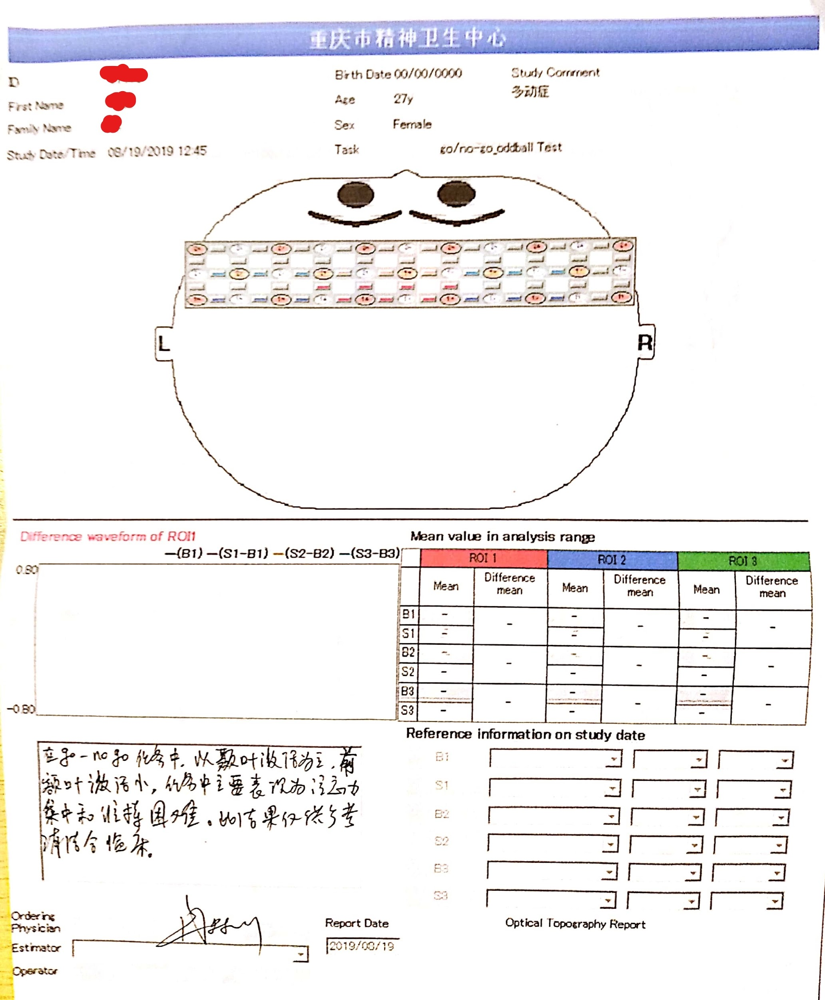 重庆市精神卫生中心
ID
First Name
Family Name
Study Date/Time 08/19/2019 12:45
Birth Date 00/00/0000
Age 27y
Sex Female
Task go/no-go_oddball Test
Study Comment
多动症
L
R
Difference waveform of ROI1
—(B1) —(S1-B1) —(S2-B2) —(S3-B3)
0.80
-0.80
Mean value in analysis range
ROI 1 ROI 2 ROI 3
Mean Difference mean Mean Difference mean Mean Difference mean
B1 - - - - - -
S1 - - -
B2 - - - - - -
S2 - - -
B3 - - - - - -
S3 - - -
在go-no go 任务中，以颞叶激活为主，前
额叶激活小，任务中主要表现为注意力
集中和维持困难。此结果仅供参考
请结合临床。
Reference information on study date
B1
S1
B2
S2
B3
S3
Ordering
Physician
Estimator
Operator
Report Date
2019/08/19
Optical Topography Report